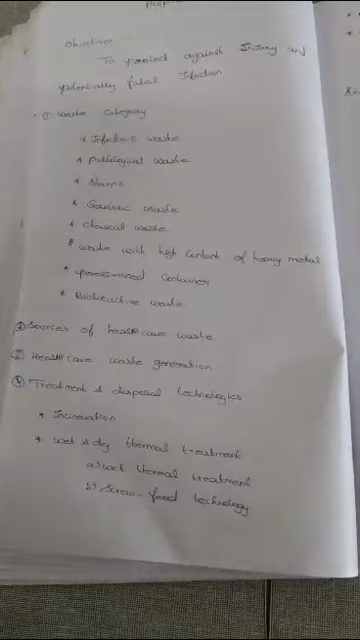 Objectives
To protect against Injury and
potentially fatal Infection
① Waste Category
* Infectious waste
* Pathological waste
* Sharps
* Genotoxic waste
* Chemical waste
* waste with high content of heavy metal
* pressurized container
* Radioactive waste
② Sources of health care waste
③ Health care waste generation
④ Treatment & disposal technologies
* Incineration
* wet & dry thermal treatment
a) wet thermal treatment
b) Screw-feed technology